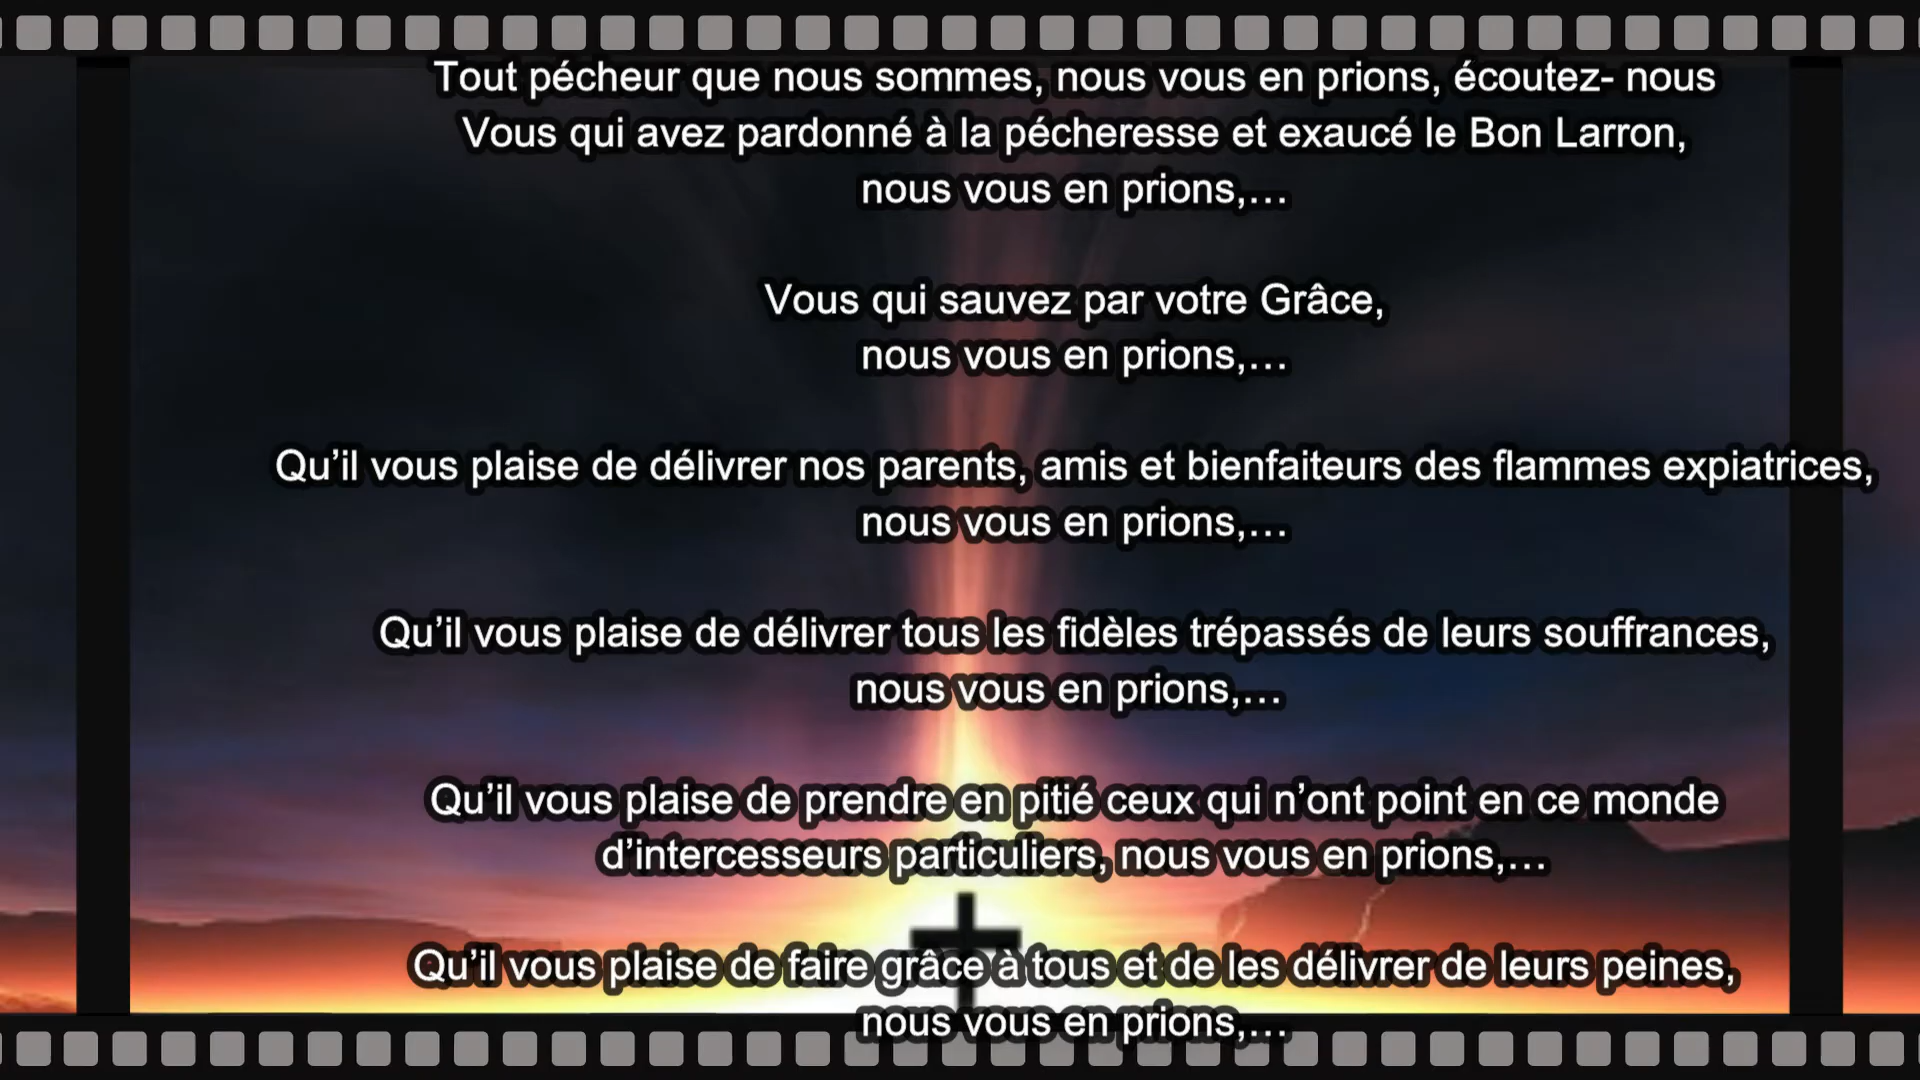 Tout pécheur que nous sommes, nous vous en prions, écoutez- nous
Vous qui avez pardonné à la pécheresse et exaucé le Bon Larron,
nous vous en prions,…
Vous qui sauvez par votre Grâce,
nous vous en prions,…
Qu’il vous plaise de délivrer nos parents, amis et bienfaiteurs des flammes expiatrices,
nous vous en prions,…
Qu’il vous plaise de délivrer tous les fidèles trépassés de leurs souffrances,
nous vous en prions,…
Qu’il vous plaise de prendre en pitié ceux qui n’ont point en ce monde
d’intercesseurs particuliers, nous vous en prions,…
Qu’il vous plaise de faire grâce à tous et de les délivrer de leurs peines,
nous vous en prions,…